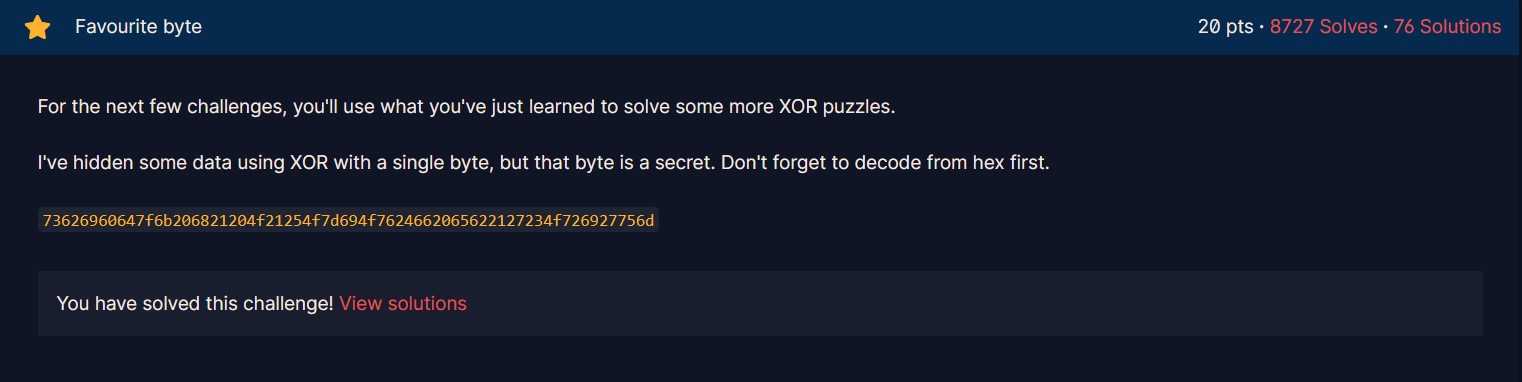 Favourite byte 20 pts · 8727 Solves · 76 Solutions
For the next few challenges, you'll use what you've just learned to solve some more XOR puzzles.
I've hidden some data using XOR with a single byte, but that byte is a secret. Don't forget to decode from hex first.
73626960647f6b206821204f21254f7d694f7624662065622127234f726927756d
You have solved this challenge! View solutions